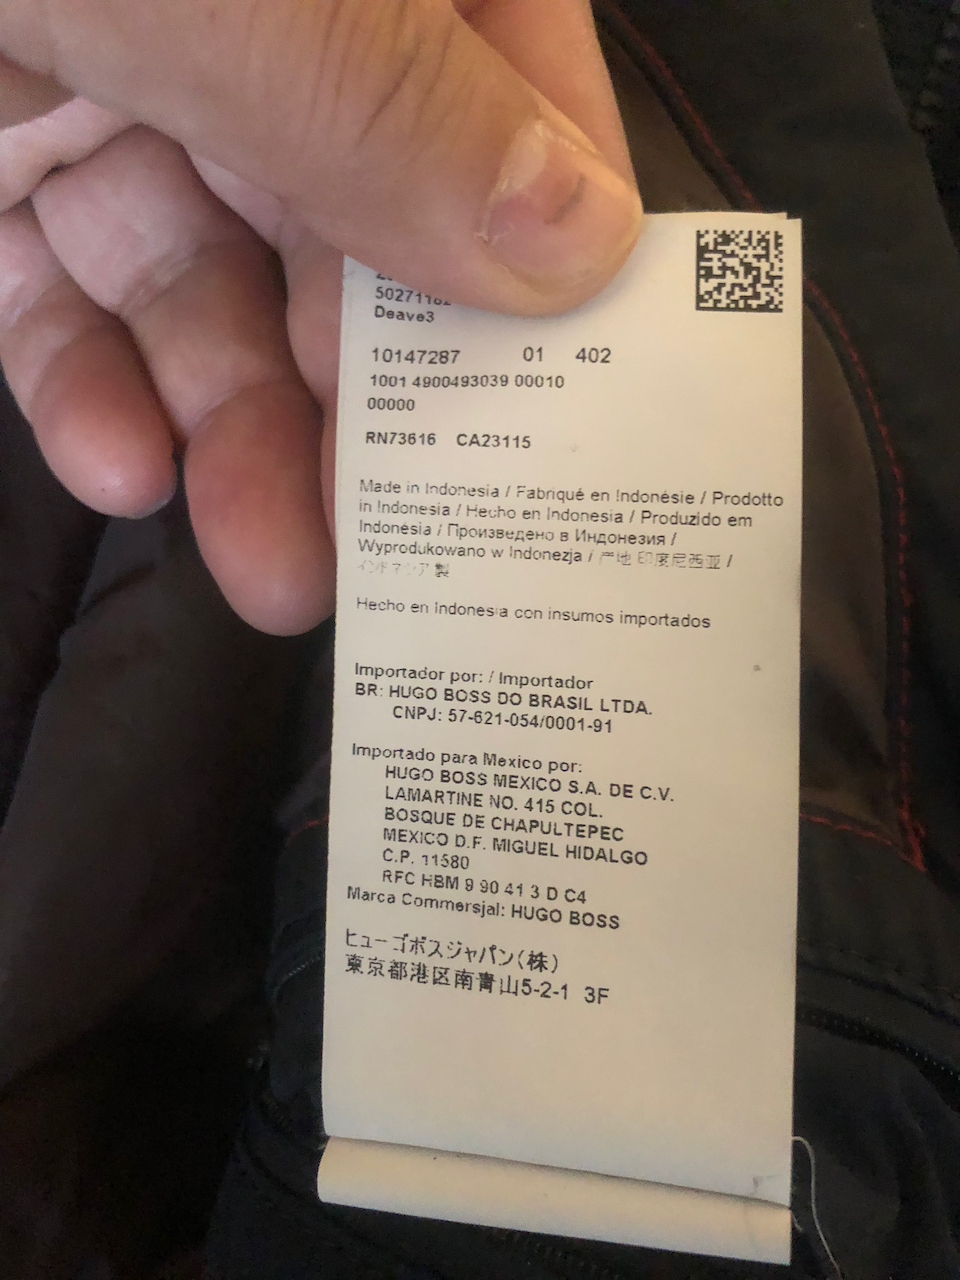 50271182
Deave3
10147287 01 402
1001 4900493039 00010
00000
RN73616 CA23115
Made in Indonesia / Fabriqué en Indonésie / Prodotto
in Indonesia / Hecho en Indonesia / Produzido em
Indonésia / Произведено в Индонезия /
Wyprodukowano w Indonezja / 产地 印度尼西亚 /
インドネシア 製
Hecho en Indonesia con insumos importados
Importador por: / Importador
BR: HUGO BOSS DO BRASIL LTDA.
CNPJ: 57-621-054/0001-91
Importado para Mexico por:
HUGO BOSS MEXICO S.A. DE C.V.
LAMARTINE NO. 415 COL.
BOSQUE DE CHAPULTEPEC
MEXICO D.F. MIGUEL HIDALGO
C.P. 11580
RFC HBM 9 90 41 3 D C4
Marca Commersjal: HUGO BOSS
ヒューゴボスジャパン(株)
東京都港区南青山5-2-1 3F